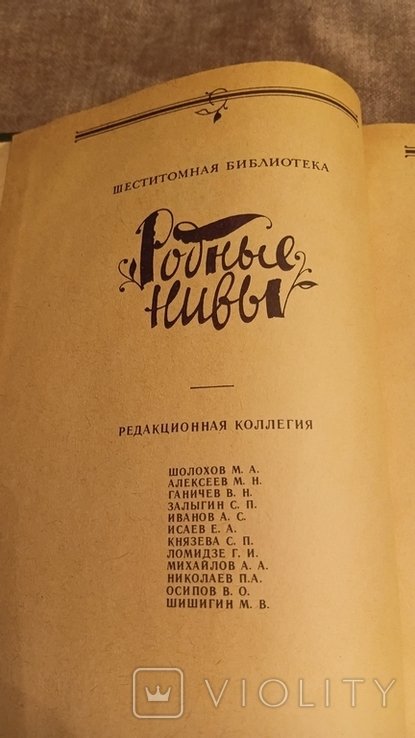 ШЕСТИТОМНАЯ БИБЛИОТЕКА
Родные
нивы
РЕДАКЦИОННАЯ КОЛЛЕГИЯ
ШОЛОХОВ М. А.
АЛЕКСЕЕВ М. Н.
ГАНИЧЕВ В. Н.
ЗАЛЫГИН С. П.
ИВАНОВ А. С.
ИСАЕВ Е. А.
КНЯЗЕВА С. П.
ЛОМИДЗЕ Г. И.
МИХАЙЛОВ А. А.
НИКОЛАЕВ П.А.
ОСИПОВ В. О.
ШИШИГИН М. В.
VIOLITY